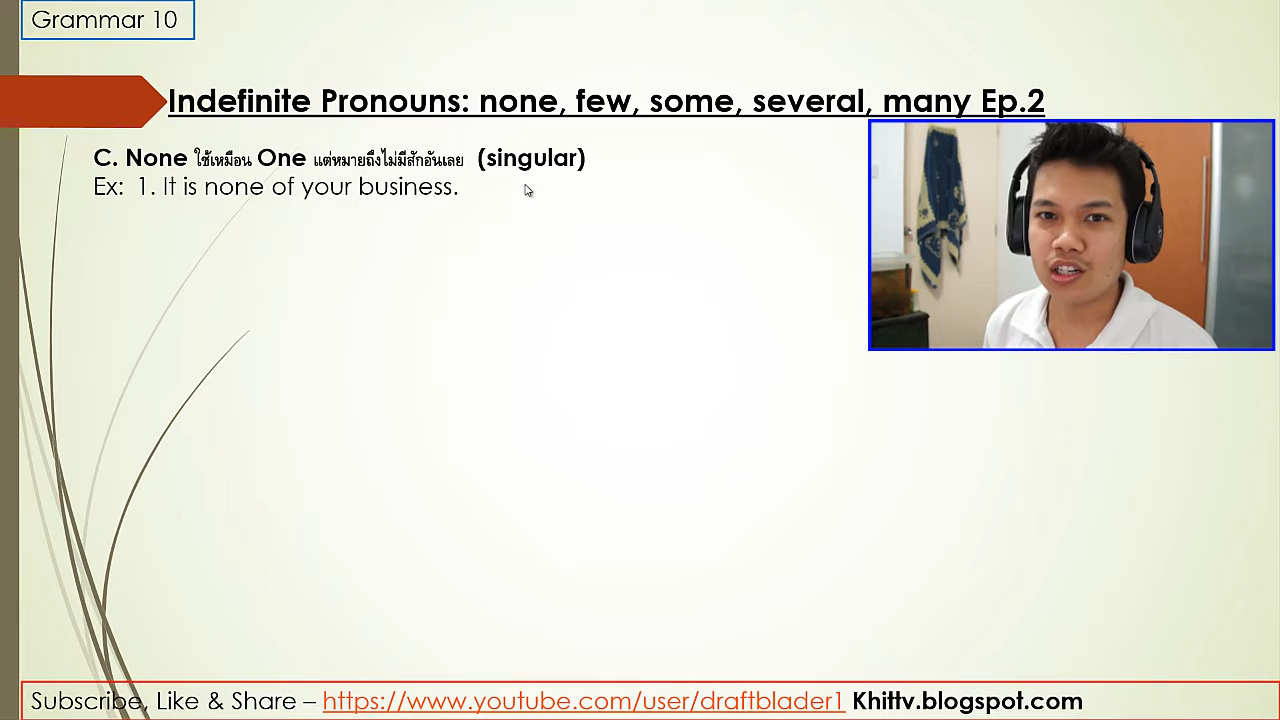 Grammar 10
Indefinite Pronouns: none, few, some, several, many Ep.2
C. None ใช้เหมือน One แต่หมายถึงไม่มีสักอันเลย (singular)
Ex: 1. It is none of your business.
Subscribe, Like & Share – https://www.youtube.com/user/draftblader1 Khittv.blogspot.com